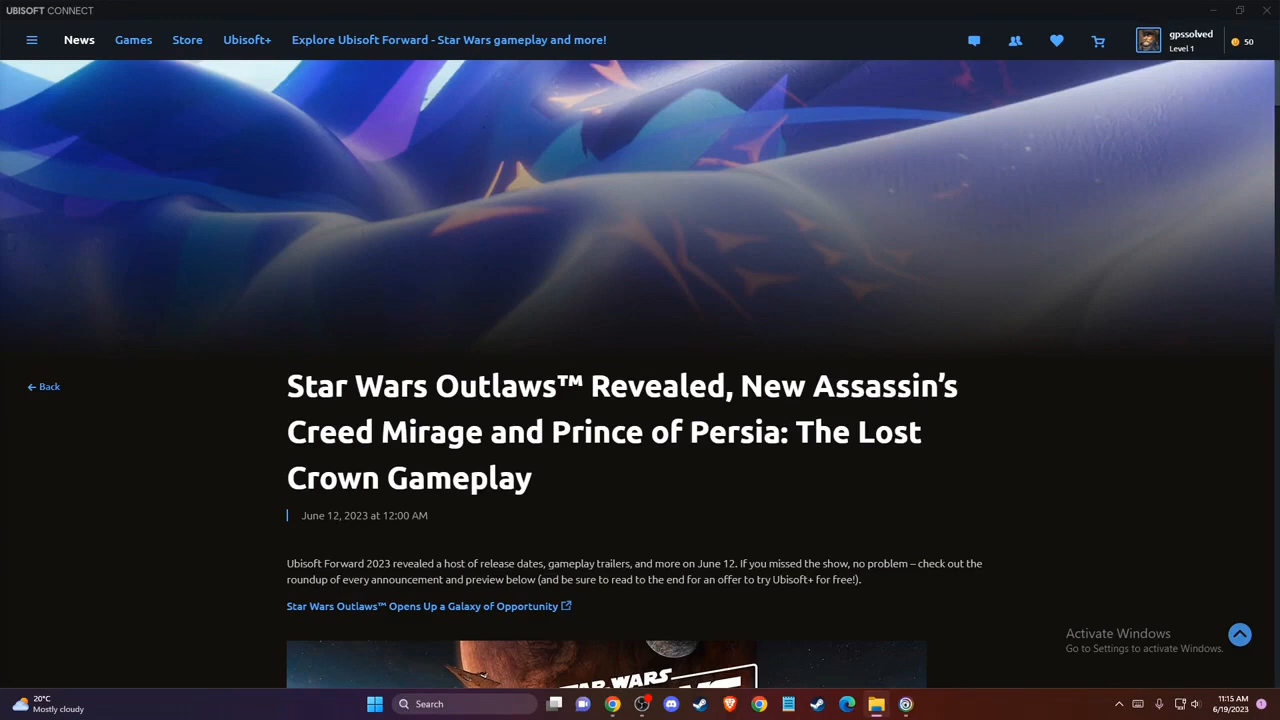 UBISOFT CONNECT
News Games Store Ubisoft+ Explore Ubisoft Forward - Star Wars gameplay and more!
gpssolved
Level 1
50
Back
Star Wars Outlaws™ Revealed, New Assassin’s
Creed Mirage and Prince of Persia: The Lost
Crown Gameplay
June 12, 2023 at 12:00 AM
Ubisoft Forward 2023 revealed a host of release dates, gameplay trailers, and more on June 12. If you missed the show, no problem – check out the
roundup of every announcement and preview below (and be sure to read to the end for an offer to try Ubisoft+ for free!).
Star Wars Outlaws™ Opens Up a Galaxy of Opportunity
STAR WARS
Activate Windows
Go to Settings to activate Windows.
20°C
Mostly cloudy
Search
11:15 AM
6/19/2023
1